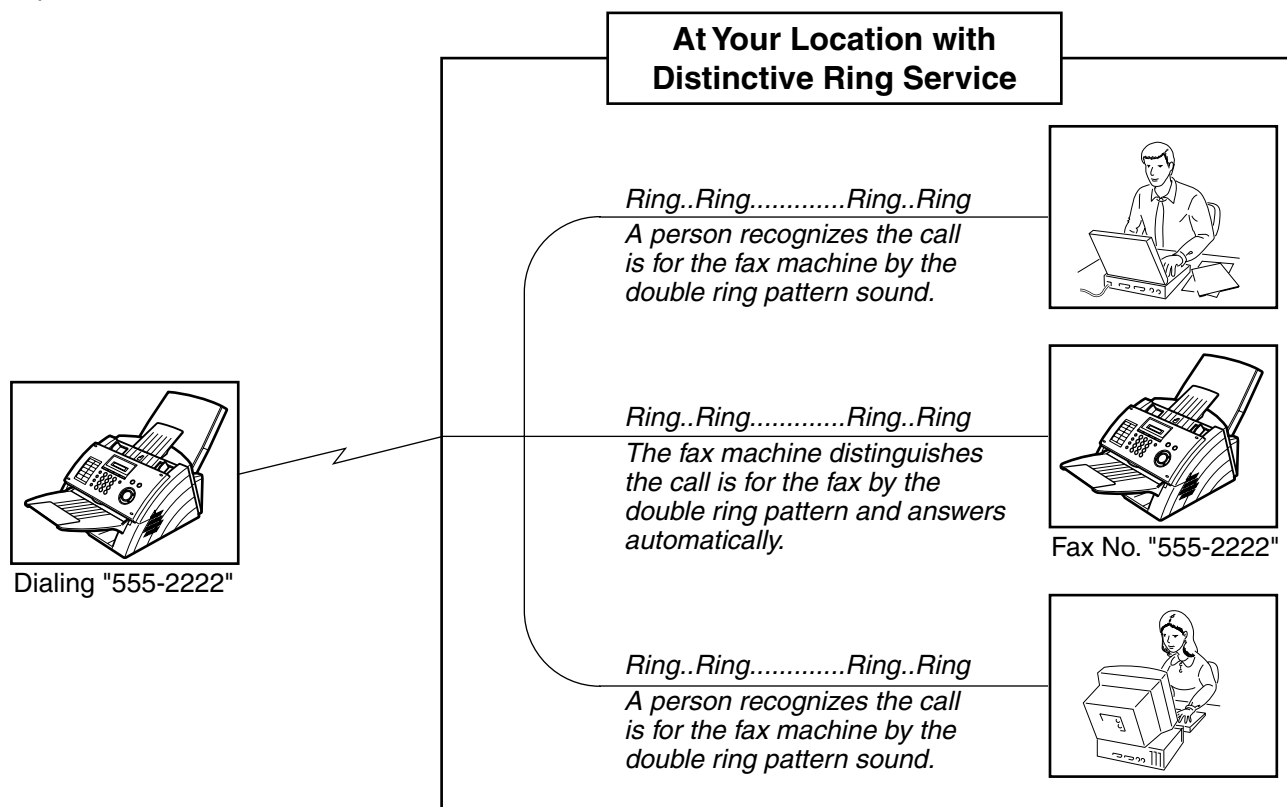 At Your Location with
Distinctive Ring Service
Ring..Ring.............Ring..Ring
A person recognizes the call
is for the fax machine by the
double ring pattern sound.
Ring..Ring.............Ring..Ring
The fax machine distinguishes
the call is for the fax by the
double ring pattern and answers
automatically.
Fax No. "555-2222"
Dialing "555-2222"
Ring..Ring.............Ring..Ring
A person recognizes the call
is for the fax machine by the
double ring pattern sound.